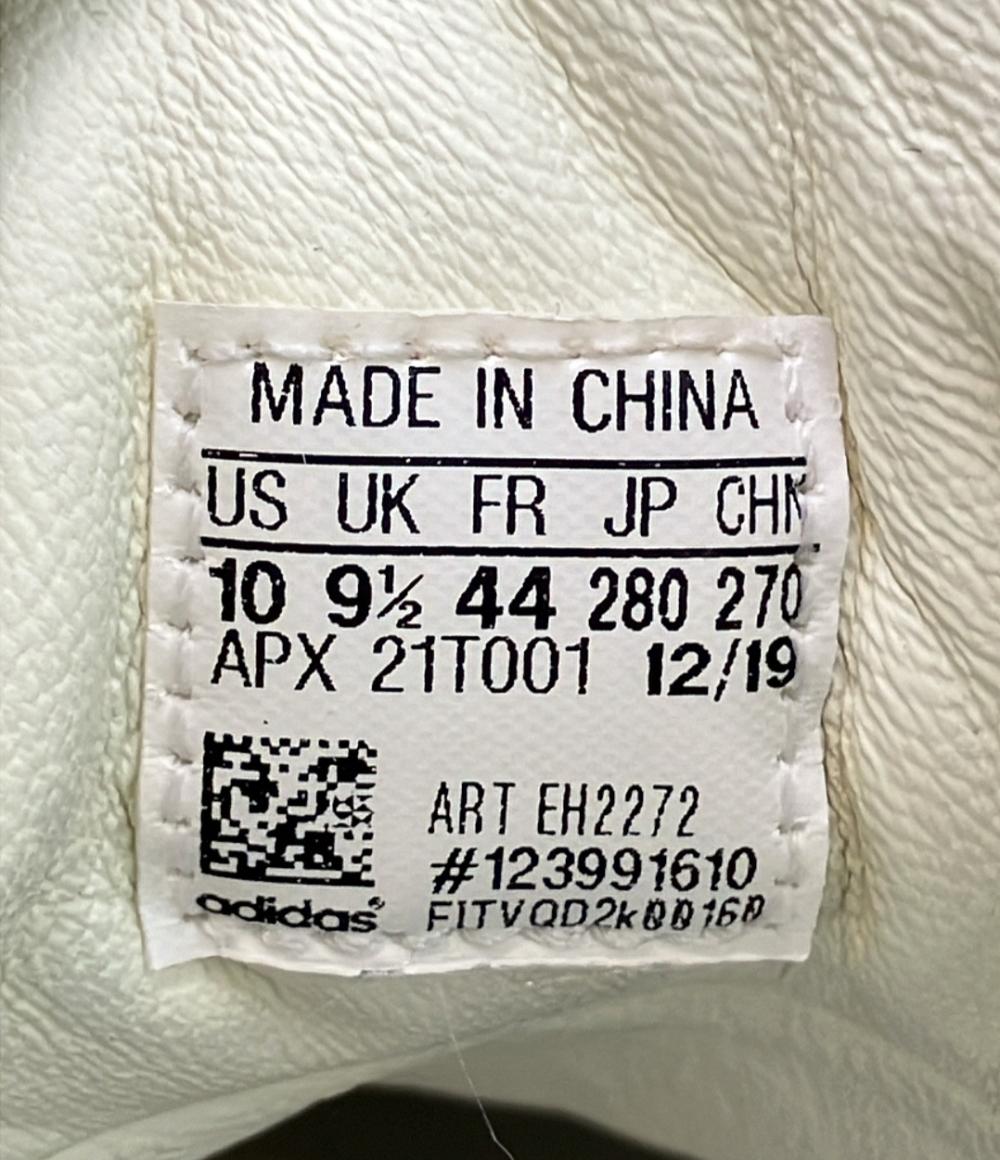 MADE IN CHINA
US UK FR JP CHN
10 9½ 44 280 270
APX 21T001 12/19
ART EH2272
#123991610
adidas®